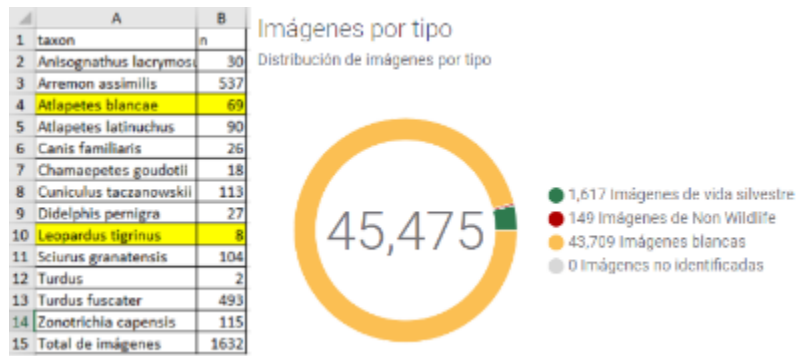 A B
1 taxon n
2 Anisognathus lacrymosu 30
3 Arremon assimilis 537
4 Atlapetes blancae 69
5 Atlapetes latinuchus 90
6 Canis familiaris 26
7 Chamaepetes goudotii 18
8 Cuniculus taczanowskii 113
9 Didelphis pernigra 27
10 Leopardus tigrinus 8
11 Sciurus granatensis 104
12 Turdus 2
13 Turdus fuscater 493
14 Zonotrichia capensis 115
15 Total de imágenes 1632
Imágenes por tipo
Distribución de imágenes por tipo
45,475
1,617 Imágenes de vida silvestre
149 Imágenes de Non Wildlife
43,709 Imágenes blancas
0 Imágenes no identificadas